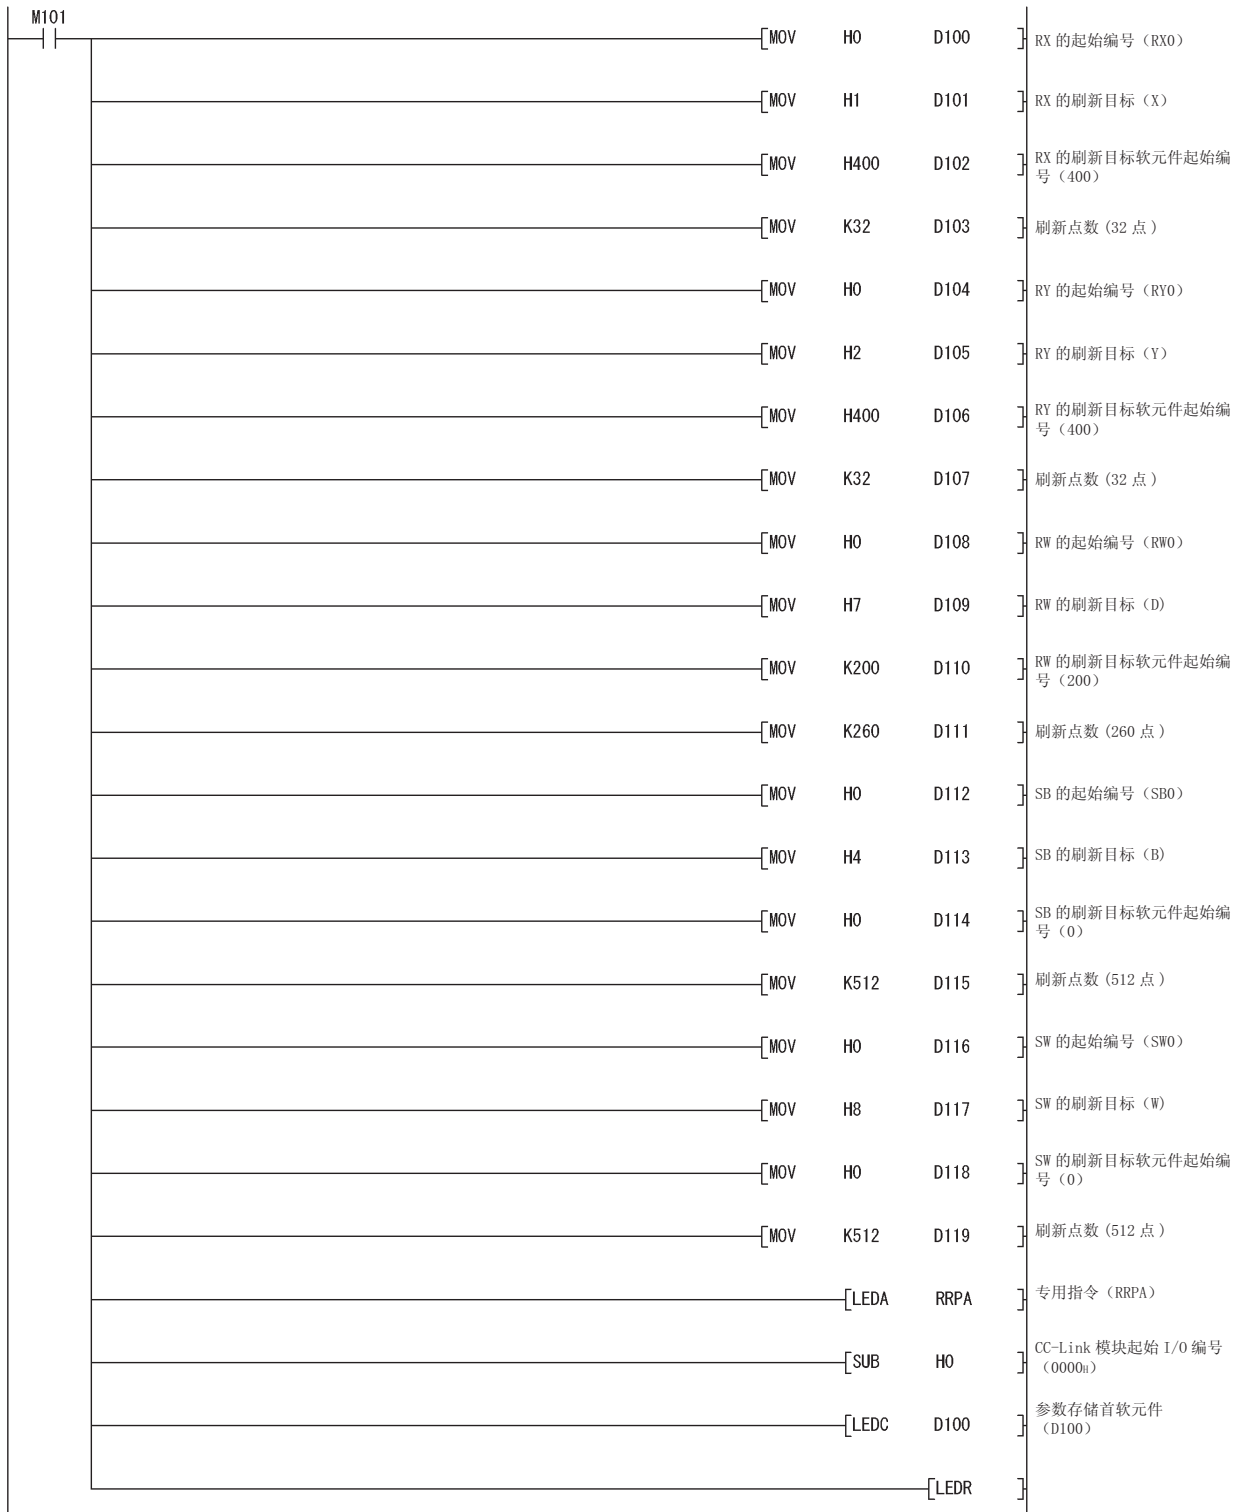 M101
MOV H0 D100 RX 的起始编号（RX0）
MOV H1 D101 RX 的刷新目标（X）
MOV H400 D102 RX 的刷新目标软元件起始编
号（400）
MOV K32 D103 刷新点数 (32 点 )
MOV H0 D104 RY 的起始编号（RY0）
MOV H2 D105 RY 的刷新目标（Y）
MOV H400 D106 RY 的刷新目标软元件起始编
号（400）
MOV K32 D107 刷新点数 (32 点 )
MOV H0 D108 RW 的起始编号（RW0）
MOV H7 D109 RW 的刷新目标（D)
MOV K200 D110 RW 的刷新目标软元件起始编
号（200）
MOV K260 D111 刷新点数 (260 点 )
MOV H0 D112 SB 的起始编号（SB0）
MOV H4 D113 SB 的刷新目标（B)
MOV H0 D114 SB 的刷新目标软元件起始编
号（0）
MOV K512 D115 刷新点数 (512 点 )
MOV H0 D116 SW 的起始编号（SW0）
MOV H8 D117 SW 的刷新目标（W)
MOV H0 D118 SW 的刷新目标软元件起始编
号（0）
MOV K512 D119 刷新点数 (512 点 )
LEDA RRPA 专用指令（RRPA）
SUB H0 CC-Link 模块起始 I/O 编号
（0000H）
LEDC D100 参数存储首软元件
（D100）
LEDR